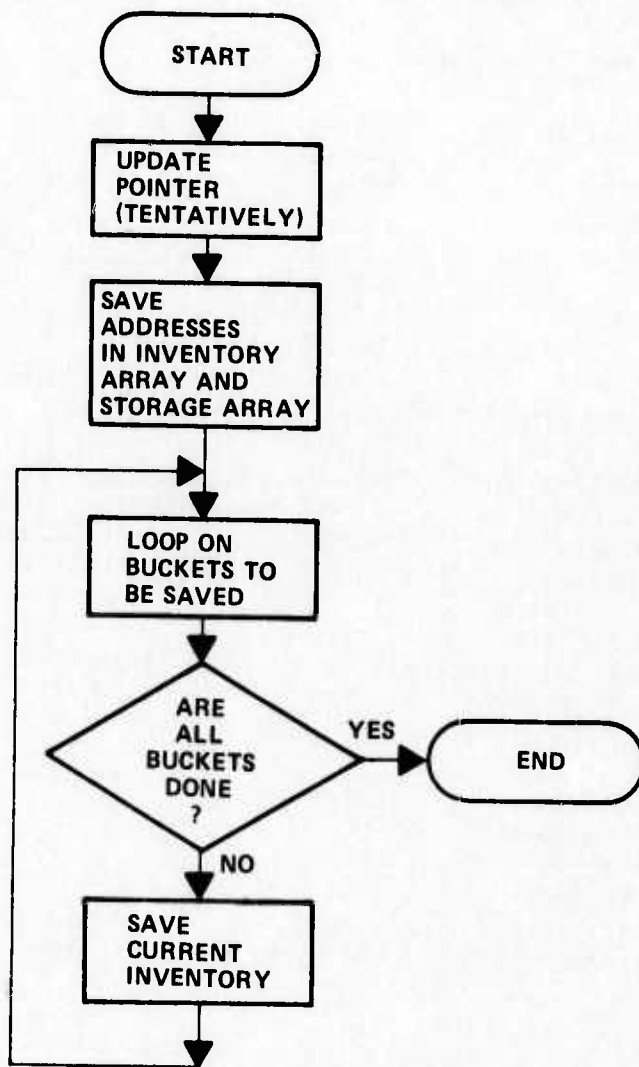 START
UPDATE
POINTER
(TENTATIVELY)
SAVE
ADDRESSES
IN INVENTORY
ARRAY AND
STORAGE ARRAY
LOOP ON
BUCKETS TO
BE SAVED
ARE
ALL
BUCKETS
DONE
?
YES
END
NO
SAVE
CURRENT
INVENTORY